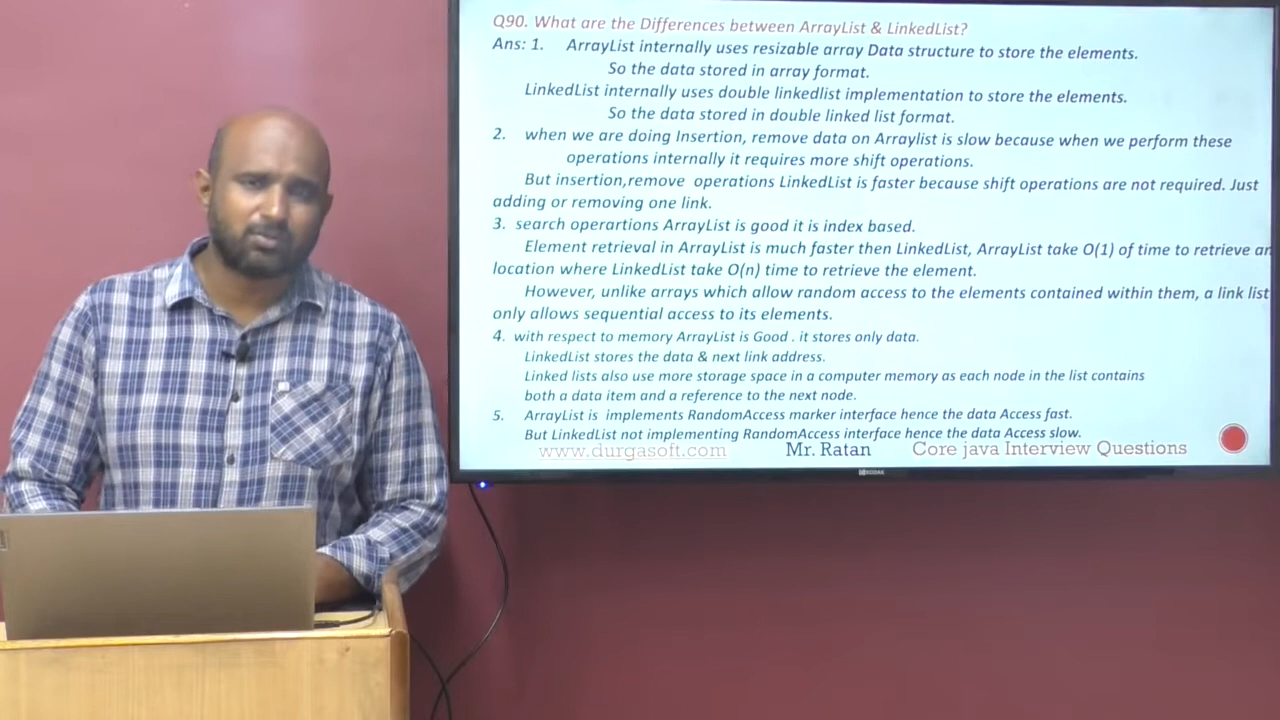 Q90. What are the Differences between ArrayList & LinkedList?
Ans: 1. ArrayList internally uses resizable array Data structure to store the elements.
So the data stored in array format.
LinkedList internally uses double linkedlist implementation to store the elements.
So the data stored in double linked list format.
2. when we are doing Insertion, remove data on Arraylist is slow because when we perform these
operations internally it requires more shift operations.
But insertion,remove operations LinkedList is faster because shift operations are not required. Just
adding or removing one link.
3. search operartions ArrayList is good it is index based.
Element retrieval in ArrayList is much faster then LinkedList, ArrayList take O(1) of time to retrieve an
location where LinkedList take O(n) time to retrieve the element.
However, unlike arrays which allow random access to the elements contained within them, a link list
only allows sequential access to its elements.
4. with respect to memory ArrayList is Good . it stores only data.
LinkedList stores the data & next link address.
Linked lists also use more storage space in a computer memory as each node in the list contains
both a data item and a reference to the next node.
5. ArrayList is implements RandomAccess marker interface hence the data Access fast.
But LinkedList not implementing RandomAccess interface hence the data Access slow.
www.durgasoft.com Mr. Ratan Core java Interview Questions
KODAK